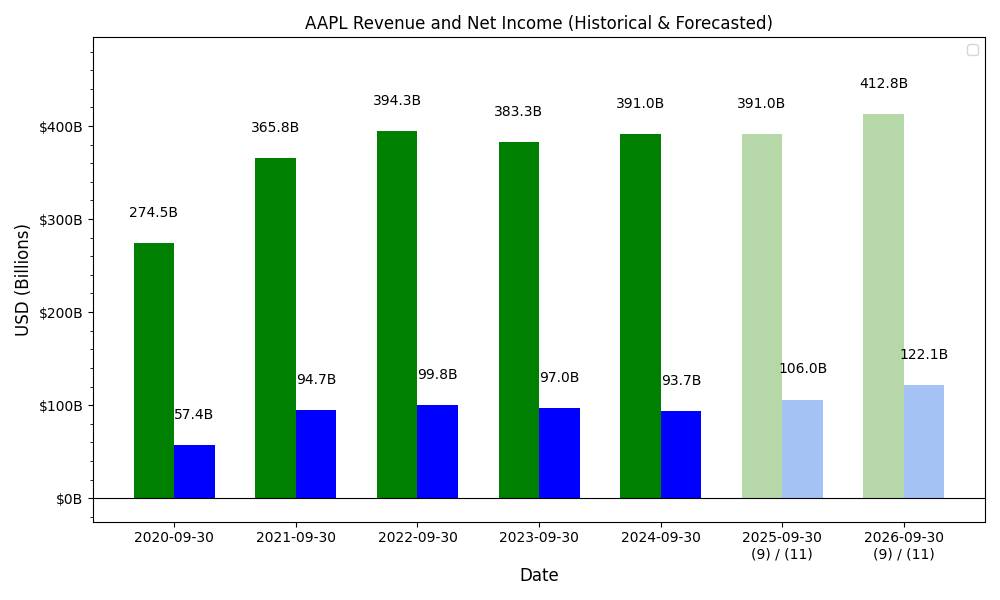 AAPL Revenue and Net Income (Historical & Forecasted)
USD (Billions)
$400B
$300B
$200B
$100B
$0B
274.5B
57.4B
365.8B
94.7B
394.3B
99.8B
383.3B
97.0B
391.0B
93.7B
391.0B
106.0B
412.8B
122.1B
2020-09-30
2021-09-30
2022-09-30
2023-09-30
2024-09-30
2025-09-30
(9) / (11)
2026-09-30
(9) / (11)
Date